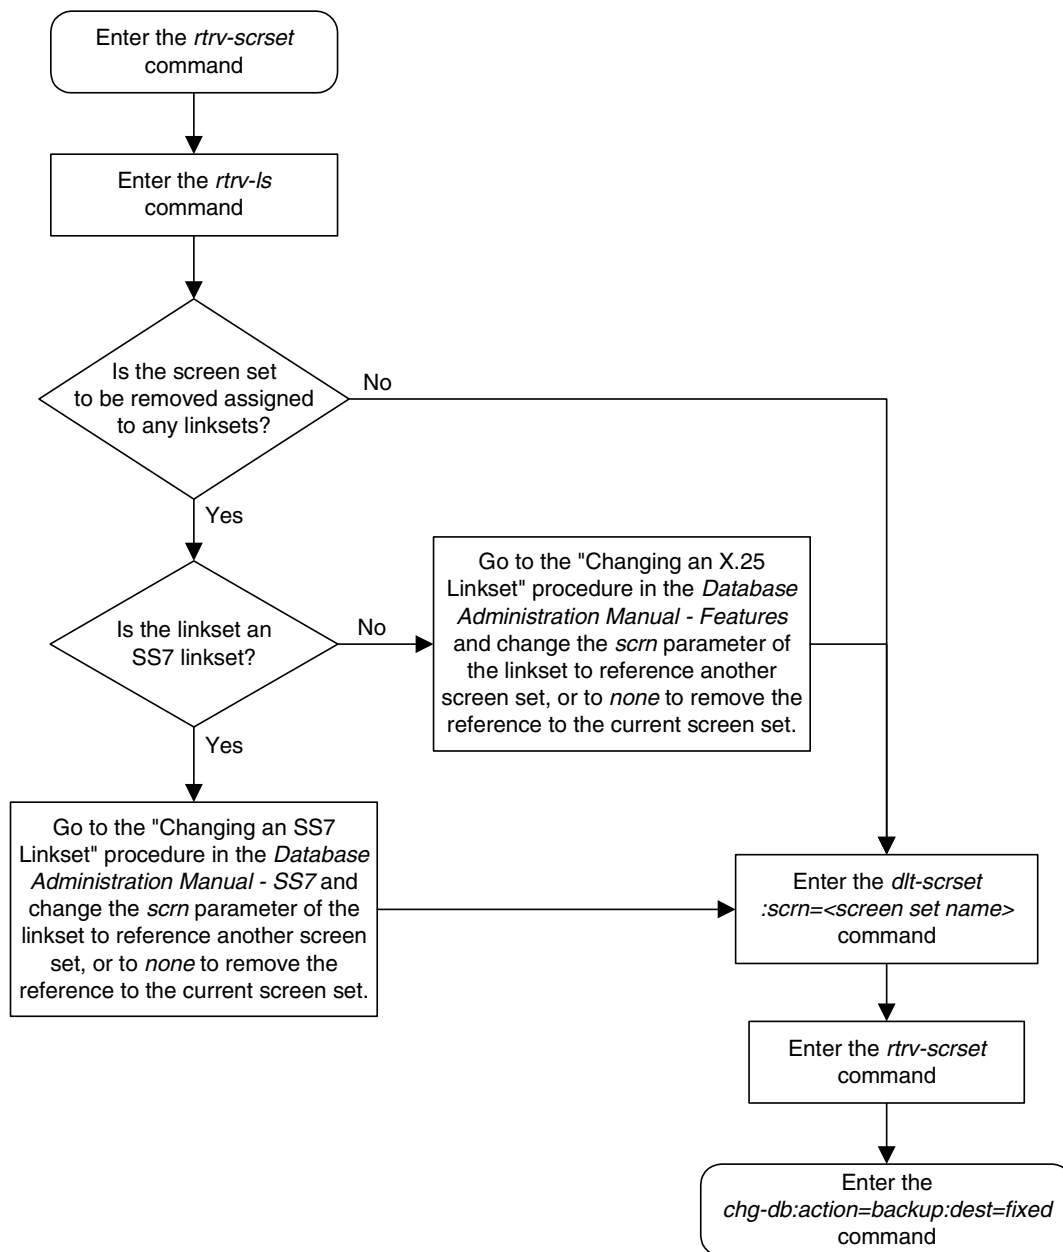 Enter the rtrv-scrset
command
Enter the rtrv-ls
command
Is the screen set
to be removed assigned
to any linksets?
No
Yes
Is the linkset an
SS7 linkset?
No
Go to the "Changing an X.25
Linkset" procedure in the Database
Administration Manual - Features
and change the scrn parameter of
the linkset to reference another
screen set, or to none to remove the
reference to the current screen set.
Yes
Go to the "Changing an SS7
Linkset" procedure in the Database
Administration Manual - SS7 and
change the scrn parameter of the
linkset to reference another screen
set, or to none to remove the
reference to the current screen set.
Enter the dlt-scrset
:scrn=<screen set name>
command
Enter the rtrv-scrset
command
Enter the
chg-db:action=backup:dest=fixed
command